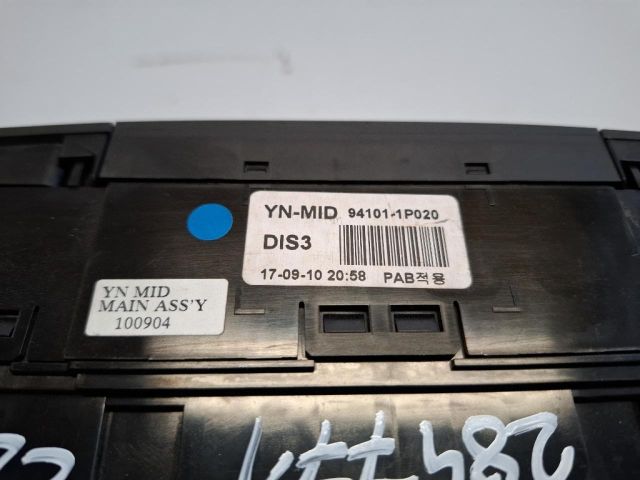 YN-MID 94101-1P020
DIS3
17-09-10 20:58 PAB적용
YN MID
MAIN ASS'Y
100904